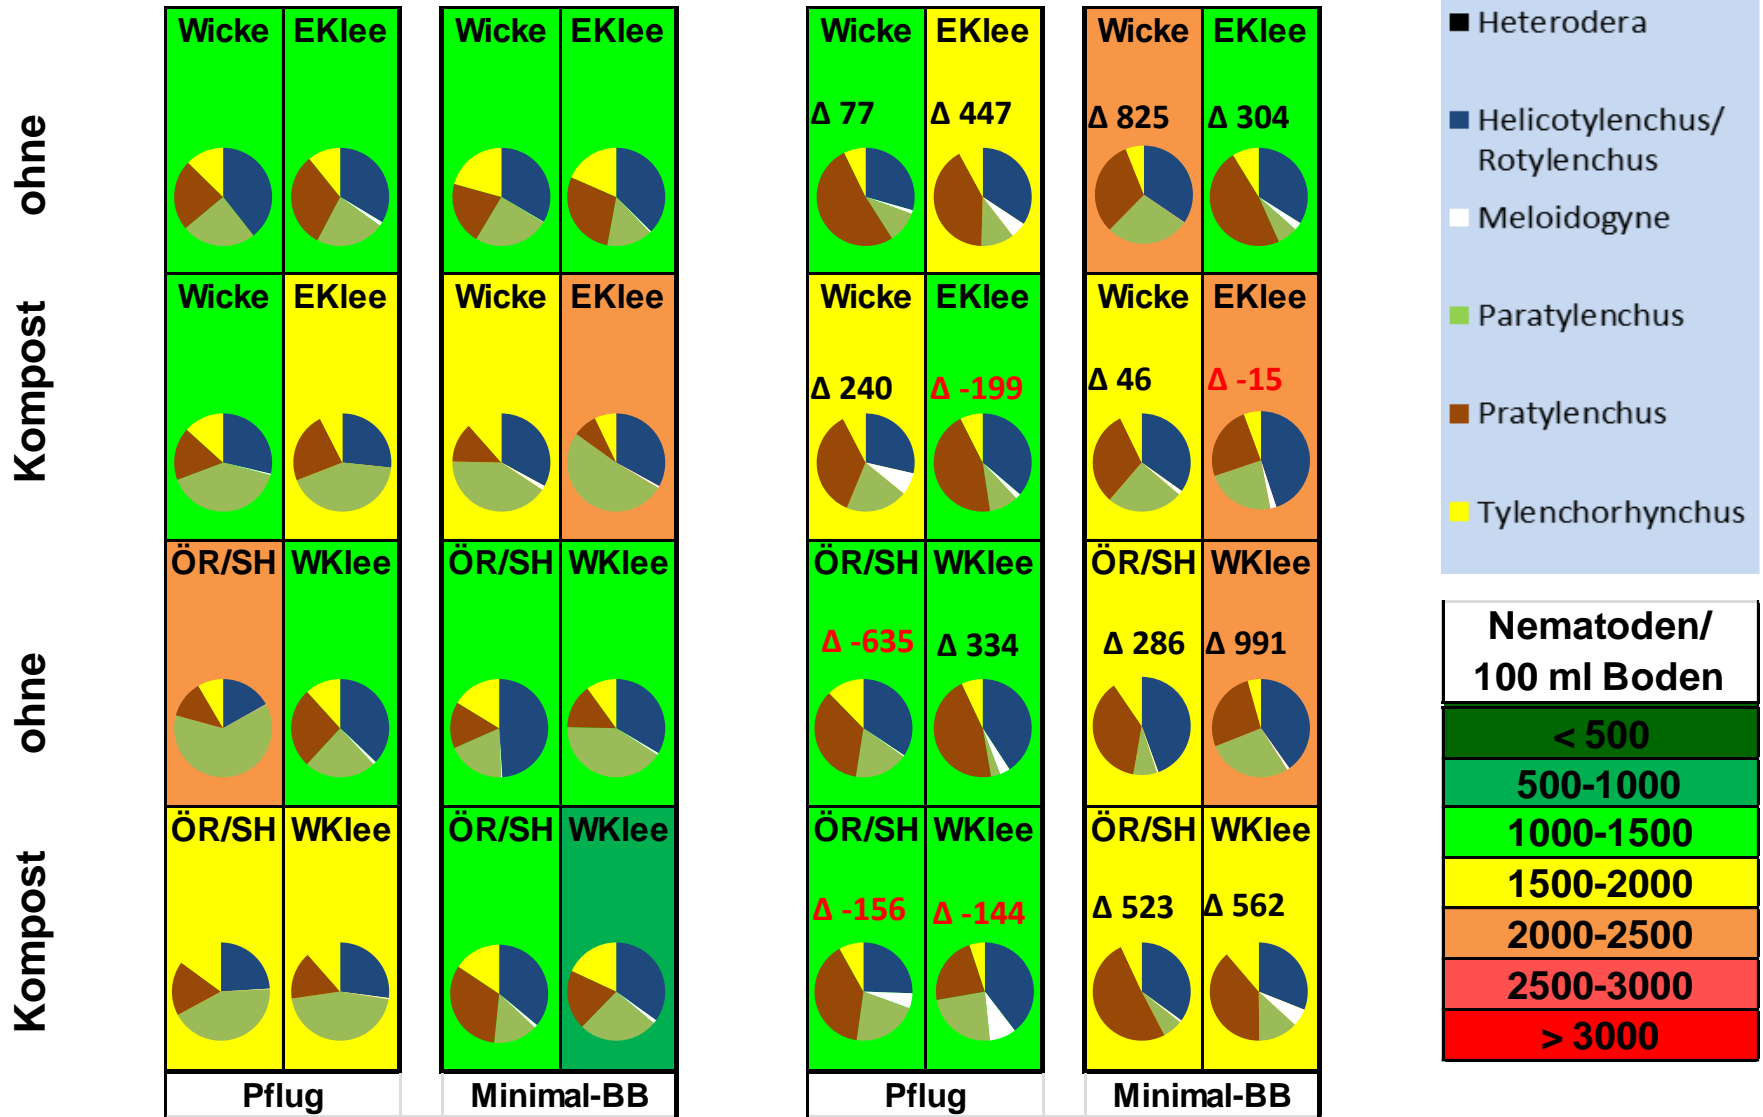 Wicke EKlee Wicke EKlee Wicke EKlee Wicke EKlee
ohne
Δ 77 Δ 447 Δ 825 Δ 304
Wicke EKlee Wicke EKlee Wicke EKlee Wicke EKlee
Kompost
Δ 240 Δ -199 Δ 46 Δ -15
ÖR/SH WKlee ÖR/SH WKlee ÖR/SH WKlee ÖR/SH WKlee
ohne
Δ -635 Δ 334 Δ 286 Δ 991
ÖR/SH WKlee ÖR/SH WKlee ÖR/SH WKlee ÖR/SH WKlee
Kompost
Δ -156 Δ -144 Δ 523 Δ 562
Pflug Minimal-BB Pflug Minimal-BB
Heterodera
Helicotylenchus/
Rotylenchus
Meloidogyne
Paratylenchus
Pratylenchus
Tylenchorhynchus
Nematoden/
100 ml Boden
< 500
500-1000
1000-1500
1500-2000
2000-2500
2500-3000
> 3000